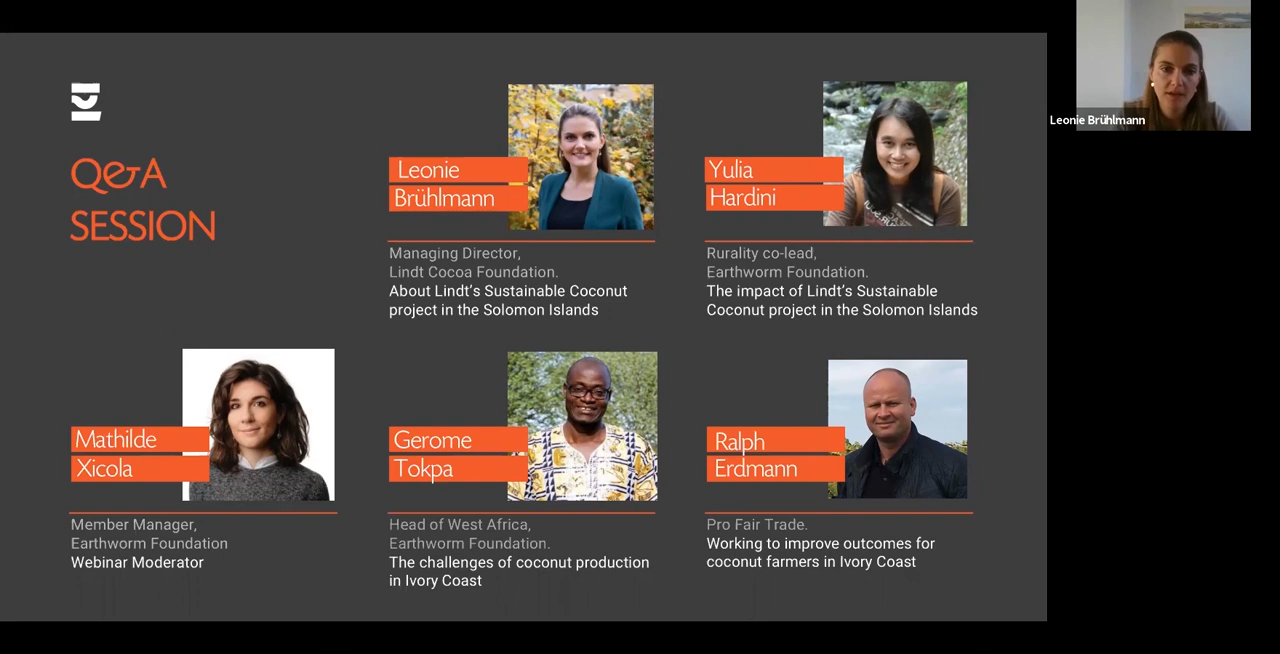 Q&A
SESSION
Leonie
Brühlmann
Managing Director,
Lindt Cocoa Foundation.
About Lindt's Sustainable Coconut
project in the Solomon Islands
Yulia
Hardini
Rurality co-lead,
Earthworm Foundation.
The impact of Lindt's Sustainable
Coconut project in the Solomon Islands
Mathilde
Xicola
Member Manager,
Earthworm Foundation
Webinar Moderator
Gerome
Tokpa
Head of West Africa,
Earthworm Foundation.
The challenges of coconut production
in Ivory Coast
Ralph
Erdmann
Pro Fair Trade.
Working to improve outcomes for
coconut farmers in Ivory Coast
Leonie Brühlmann